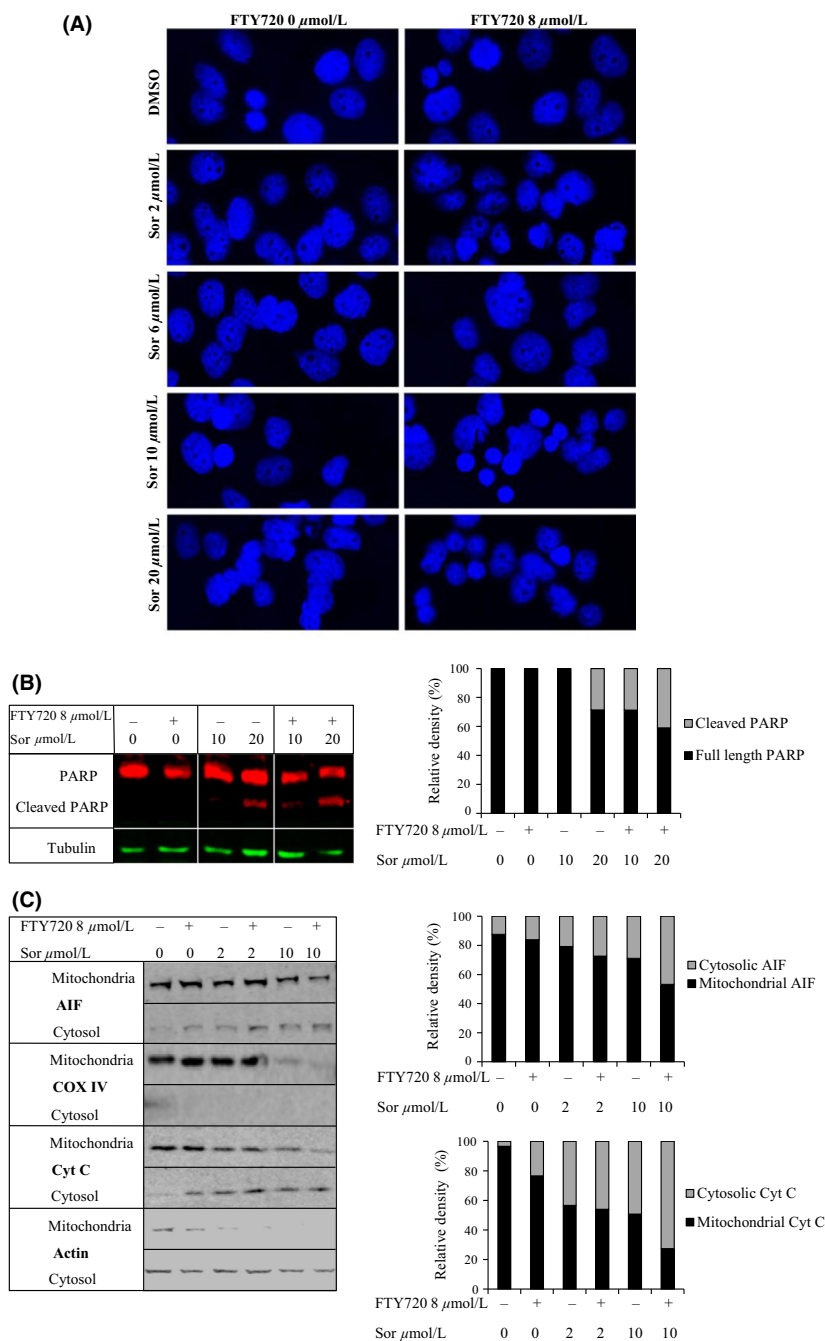 (A)
FTY720 0 µmol/L FTY720 8 µmol/L
DMSO
Sor 2 µmol/L
Sor 6 µmol/L
Sor 10 µmol/L
Sor 20 µmol/L
(B)
FTY720 8 µmol/L – + – – + +
Sor µmol/L 0 0 10 20 10 20
PARP
Cleaved PARP
Tubulin
Relative density (%)
100
80
60
40
20
0
Cleaved PARP
Full length PARP
FTY720 8 µmol/L – + – – + +
Sor µmol/L 0 0 10 20 10 20
(C)
FTY720 8 µmol/L – + – + – +
Sor µmol/L 0 0 2 2 10 10
Mitochondria
AIF
Cytosol
Mitochondria
COX IV
Cytosol
Mitochondria
Cyt C
Cytosol
Mitochondria
Actin
Cytosol
Relative density (%)
100
80
60
40
20
0
Cytosolic AIF
Mitochondrial AIF
FTY720 8 µmol/L – + – + – +
Sor µmol/L 0 0 2 2 10 10
Relative density (%)
100
80
60
40
20
0
Cytosolic Cyt C
Mitochondrial Cyt C
FTY720 8 µmol/L – + – + – +
Sor µmol/L 0 0 2 2 10 10